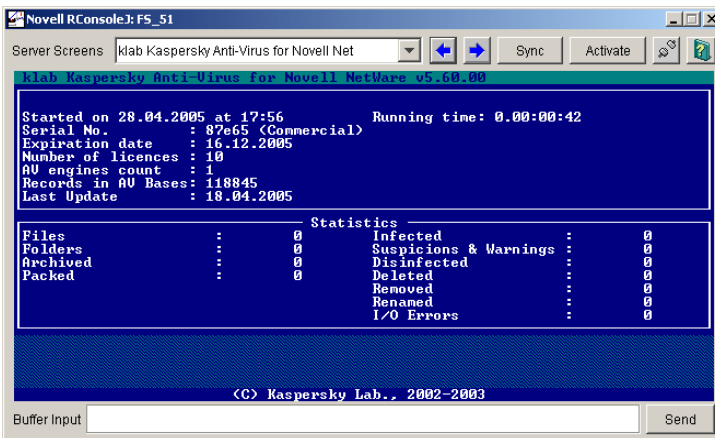 Novell RConsoleJ: FS_51
Server Screens klab Kaspersky Anti-Virus for Novell Net Sync Activate
klab Kaspersky Anti-Virus for Novell NetWare v5.60.00
Started on 28.04.2005 at 17:56 Running time: 0.00:00:42
Serial No. : 87e65 (Commercial)
Expiration date : 16.12.2005
Number of licences : 10
AV engines count : 1
Records in AV Bases: 118845
Last Update : 18.04.2005
Statistics
Files : 0 Infected : 0
Folders : 0 Suspicions & Warnings : 0
Archived : 0 Disinfected : 0
Packed : 0 Deleted : 0
Removed : 0
Renamed : 0
I/O Errors : 0
(C) Kaspersky Lab., 2002-2003
Buffer Input Send